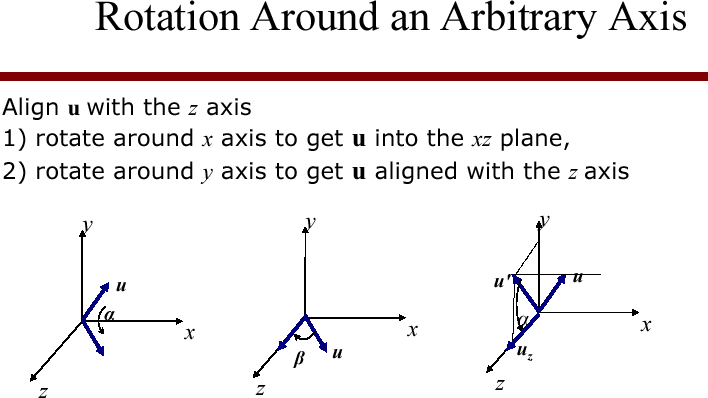 Rotation Around an Arbitrary Axis
Align u with the z axis
1) rotate around x axis to get u into the xz plane,
2) rotate around y axis to get u aligned with the z axis
y
u
α
x
z
y
x
β
u
z
y
u'
u
α
x
u_z
z